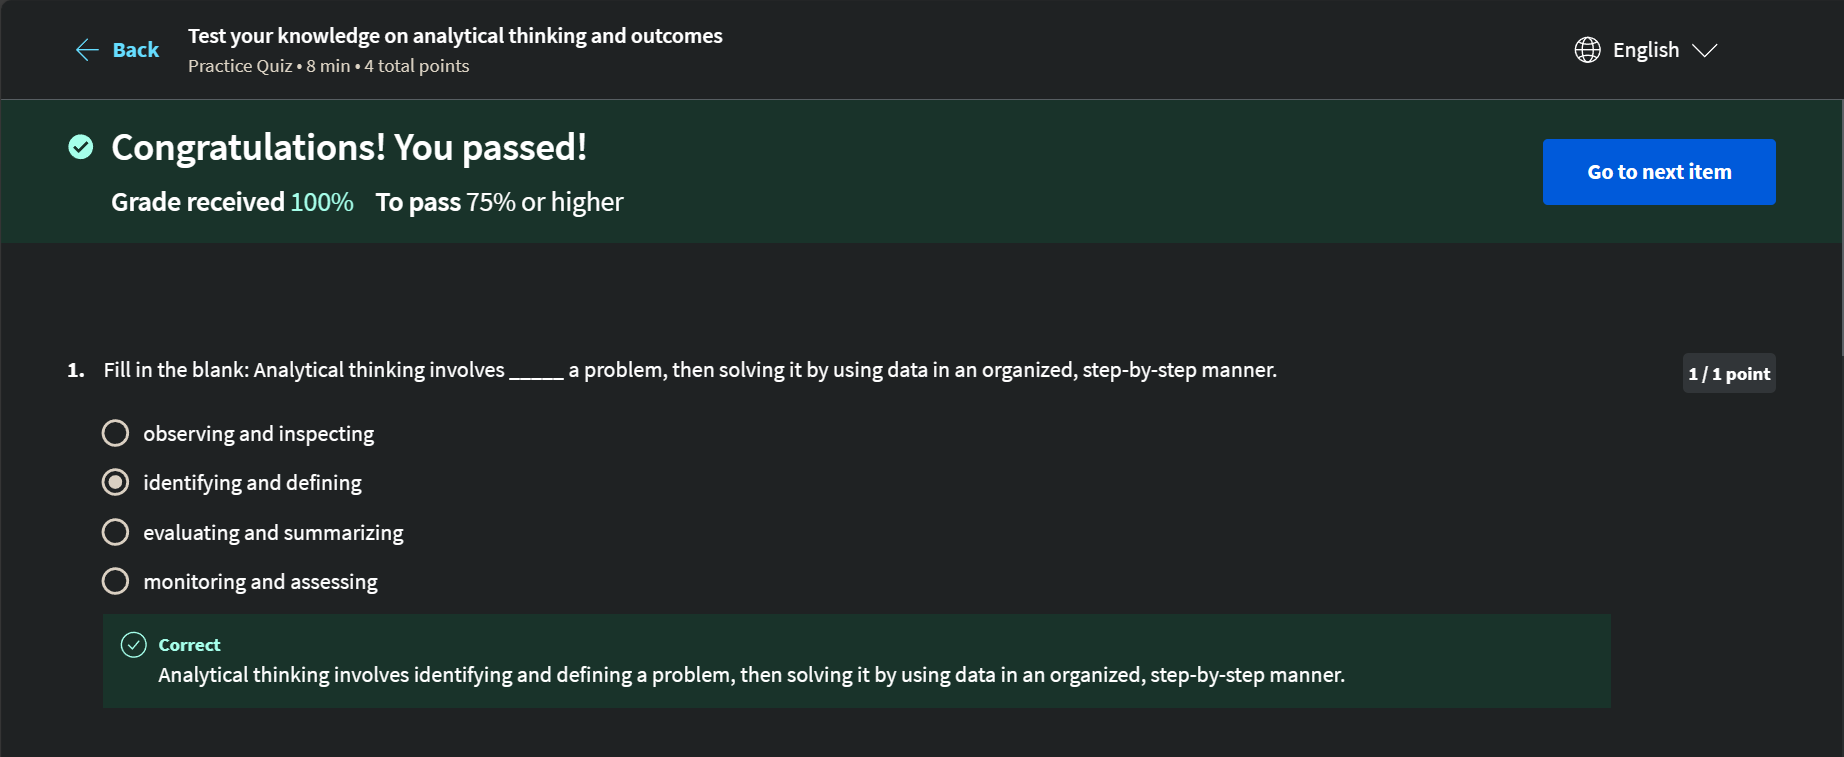 Back
Test your knowledge on analytical thinking and outcomes
Practice Quiz • 8 min • 4 total points
English
Congratulations! You passed!
Grade received 100% To pass 75% or higher
Go to next item
1. Fill in the blank: Analytical thinking involves _____ a problem, then solving it by using data in an organized, step-by-step manner.
1 / 1 point
observing and inspecting
identifying and defining
evaluating and summarizing
monitoring and assessing
Correct
Analytical thinking involves identifying and defining a problem, then solving it by using data in an organized, step-by-step manner.